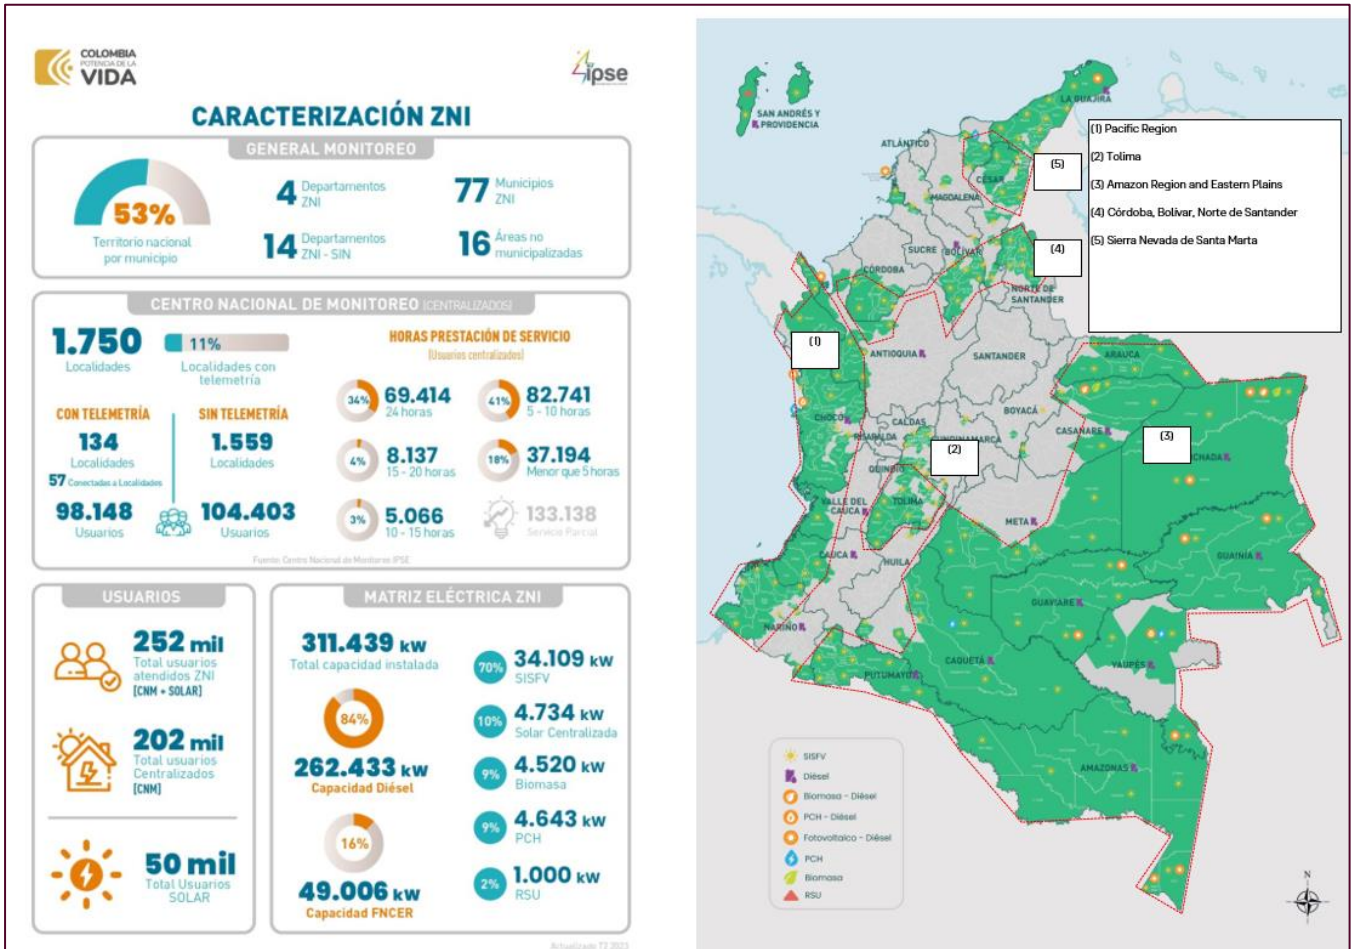 COLOMBIA
POTENCIA DE LA
VIDA
ipse
CARACTERIZACIÓN ZNI
GENERAL MONITOREO
53%
Territorio nacional
por municipio
4 Departamentos
ZNI
77 Municipios
ZNI
14 Departamentos
ZNI - SIN
16 Áreas no
municipalizadas
CENTRO NACIONAL DE MONITOREO (CENTRALIZADOS)
1.750
Localidades
11%
Localidades con
telemetría
CON TELEMETRÍA
134
Localidades
57 Conectadas a Localidades
98.148
Usuarios
SIN TELEMETRÍA
1.559
Localidades
104.403
Usuarios
HORAS PRESTACIÓN DE SERVICIO
(Usuarios centralizados)
34% 69.414
24 horas
41% 82.741
5 - 10 horas
4% 8.137
15 - 20 horas
18% 37.194
Menor que 5 horas
3% 5.066
10 - 15 horas
133.138
Servicio Parcial
Fuente: Centro Nacional de Monitoreo IPSE
USUARIOS
252 mil
Total usuarios
atendidos ZNI
[CNM + SOLAR]
202 mil
Total usuarios
Centralizados
[CNM]
50 mil
Total Usuarios
SOLAR
MATRIZ ELÉCTRICA ZNI
311.439 kW
Total capacidad instalada
84%
262.433 kW
Capacidad Diésel
16%
49.006 kW
Capacidad FNCER
70% 34.109 kW
SISFV
10% 4.734 kW
Solar Centralizada
9% 4.520 kW
Biomasa
9% 4.643 kW
PCH
2% 1.000 kW
RSU
Actualizado T2 2023
SAN ANDRÉS Y
PROVIDENCIA
LA GUAJIRA
ATLÁNTICO
CESAR
MAGDALENA
SUCRE
BOLÍVAR
CÓRDOBA
NORTE DE
SANTANDER
ANTIOQUIA
SANTANDER
ARAUCA
CHOCÓ
BOYACÁ
CALDAS
RISARALDA
CUNDINAMARCA
CASANARE
VICHADA
QUINDÍO
TOLIMA
VALLE DEL
CAUCA
META
CAUCA
HUILA
GUAINÍA
GUAVIARE
NARIÑO
CAQUETÁ
VAUPÉS
PUTUMAYO
AMAZONAS
(1)
(2)
(3)
(4)
(5)
(1) Pacific Region
(2) Tolima
(3) Amazon Region and Eastern Plains
(4) Córdoba, Bolívar, Norte de Santander
(5) Sierra Nevada de Santa Marta
SISFV
Diésel
Biomasa - Diésel
PCH - Diésel
Fotovoltaico - Diésel
PCH
Biomasa
RSU
N